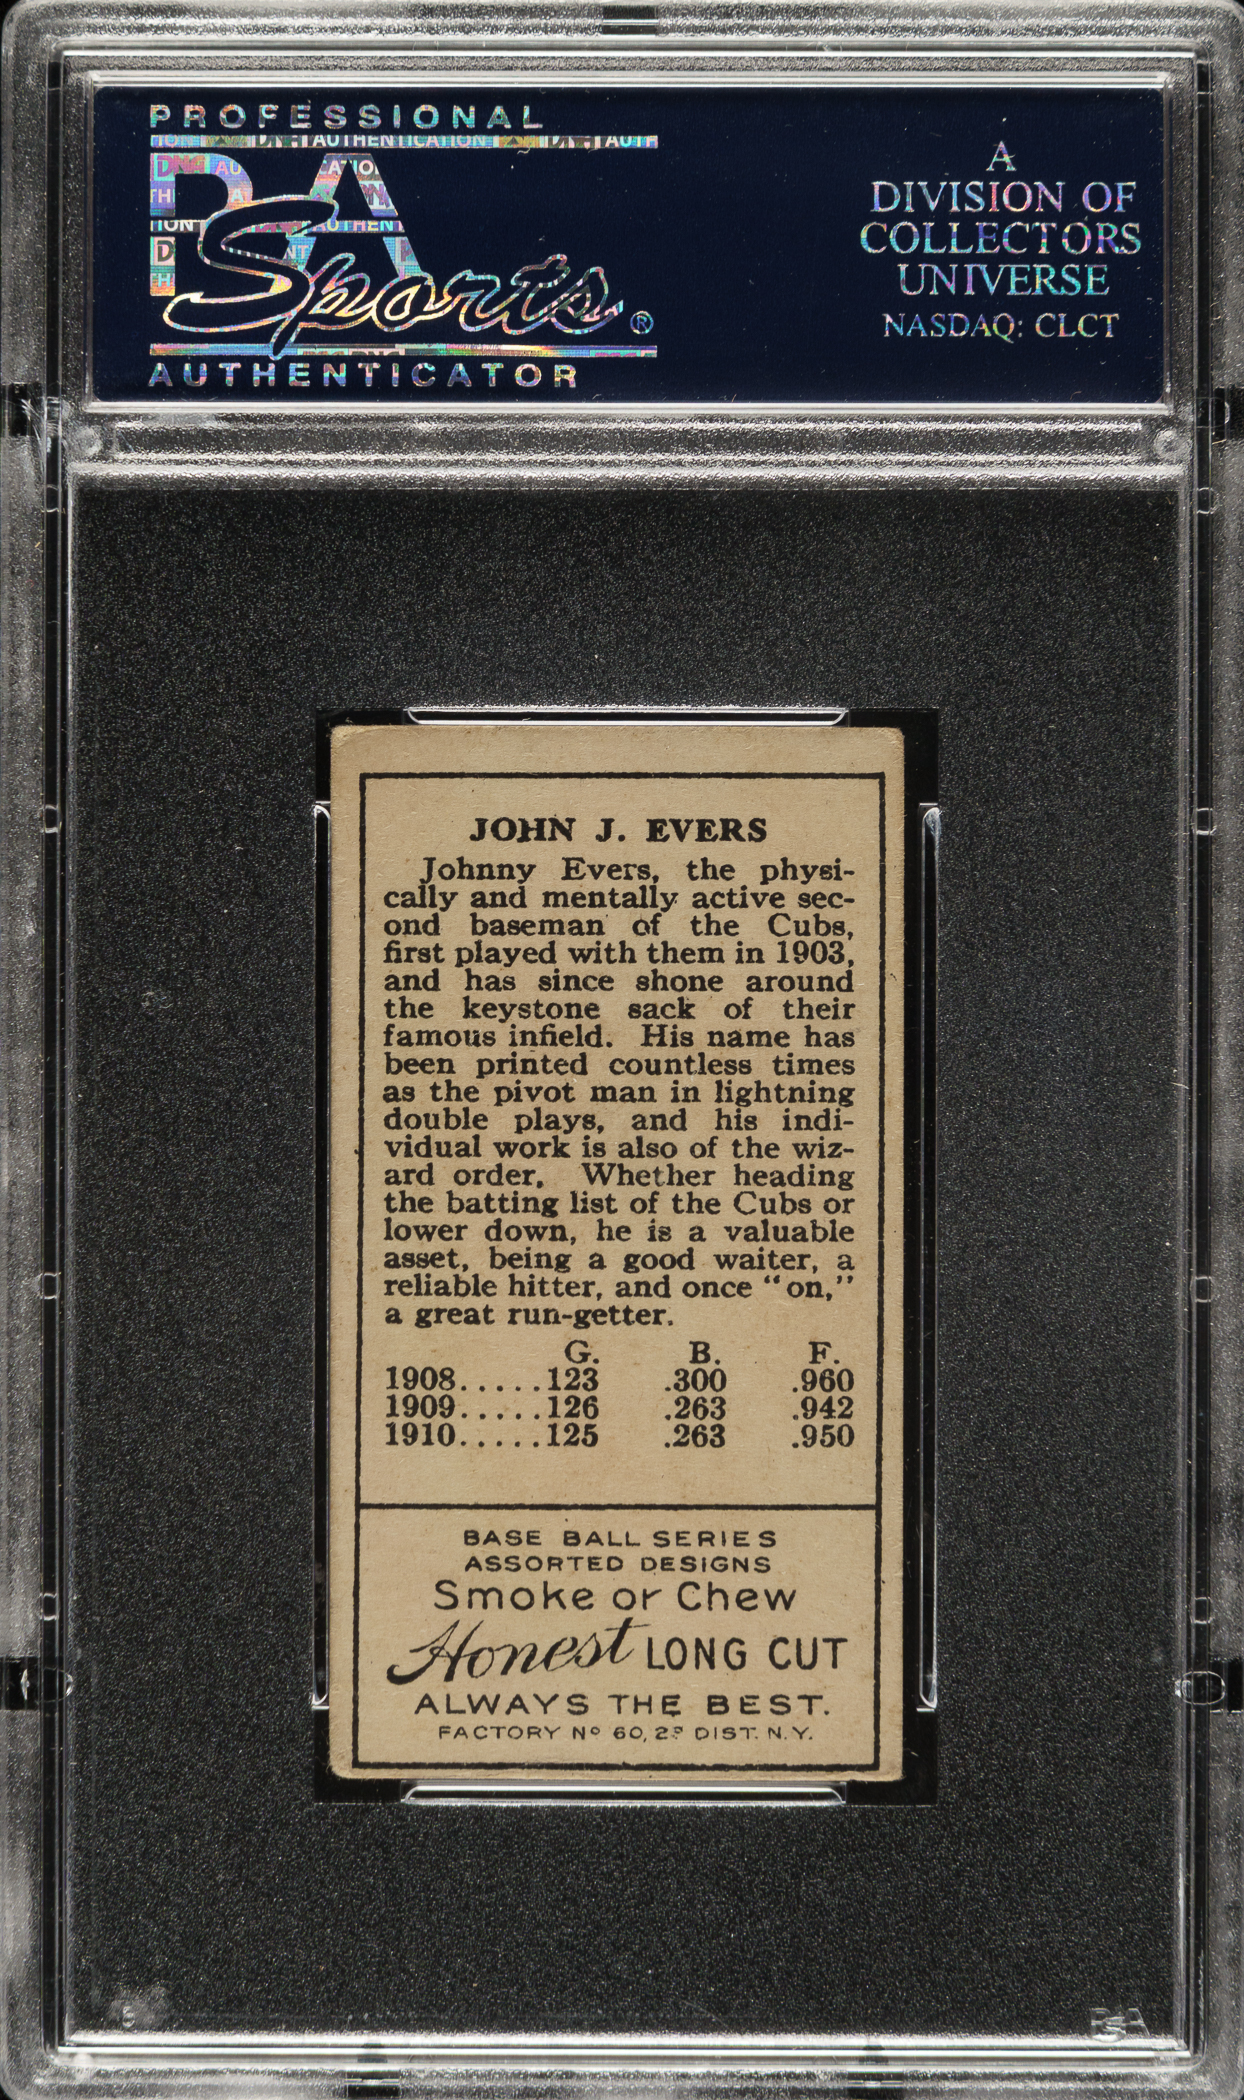 PROFESSIONAL
PSA
Sports ®
AUTHENTICATOR
A
DIVISION OF
COLLECTORS
UNIVERSE
NASDAQ: CLCT
JOHN J. EVERS
Johnny Evers, the physi-
cally and mentally active sec-
ond baseman of the Cubs,
first played with them in 1903,
and has since shone around
the keystone sack of their
famous infield. His name has
been printed countless times
as the pivot man in lightning
double plays, and his indi-
vidual work is also of the wiz-
ard order. Whether heading
the batting list of the Cubs or
lower down, he is a valuable
asset, being a good waiter, a
reliable hitter, and once “on,”
a great run-getter.
G. B. F.
1908.....123 .300 .960
1909.....126 .263 .942
1910.....125 .263 .950
BASE BALL SERIES
ASSORTED DESIGNS
Smoke or Chew
Honest LONG CUT
ALWAYS THE BEST.
FACTORY Nº 60, 2ᴰ DIST. N.Y.
PSA